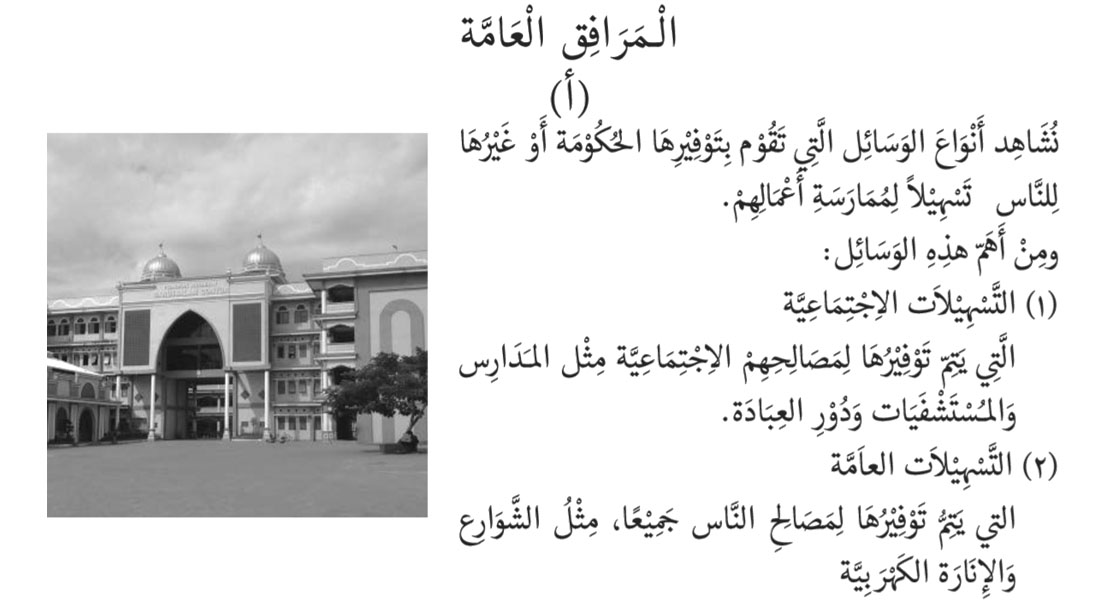 الْمَرَافِق الْعَامَّة
(أ)
نُشَاهِد أَنْوَاعَ الوَسَائِل الَّتِي تَقُوْم بِتَوْفِيْرِهَا الحُكُوْمَة أَوْ غَيْرُهَا
لِلنَّاس تَسْهِيْلاً لِمُمَارَسَةِ أَعْمَالِهِمْ.
ومِنْ أَهَمّ هذِهِ الوَسَائِل:
(١) التَّسْهِيْلاَت الاِجْتِمَاعِيَّة
الَّتِي يَتِمّ تَوْفِيْرُهَا لِمَصَالِحِهِمْ الاِجْتِمَاعِيَّة مِثْل المَدَارِس
وَالمُسْتَشْفَيَات وَدُوْرِ العِبَادَة.
(٢) التَّسْهِيْلاَت العاَمَّة
التي يَتِمُّ تَوْفِيْرُهَا لِمَصَالِحِ النَّاس جَمِيْعًا، مِثْلُ الشَّوَارِع
وَالإِنَارَة الكَهْرَبِيَّة